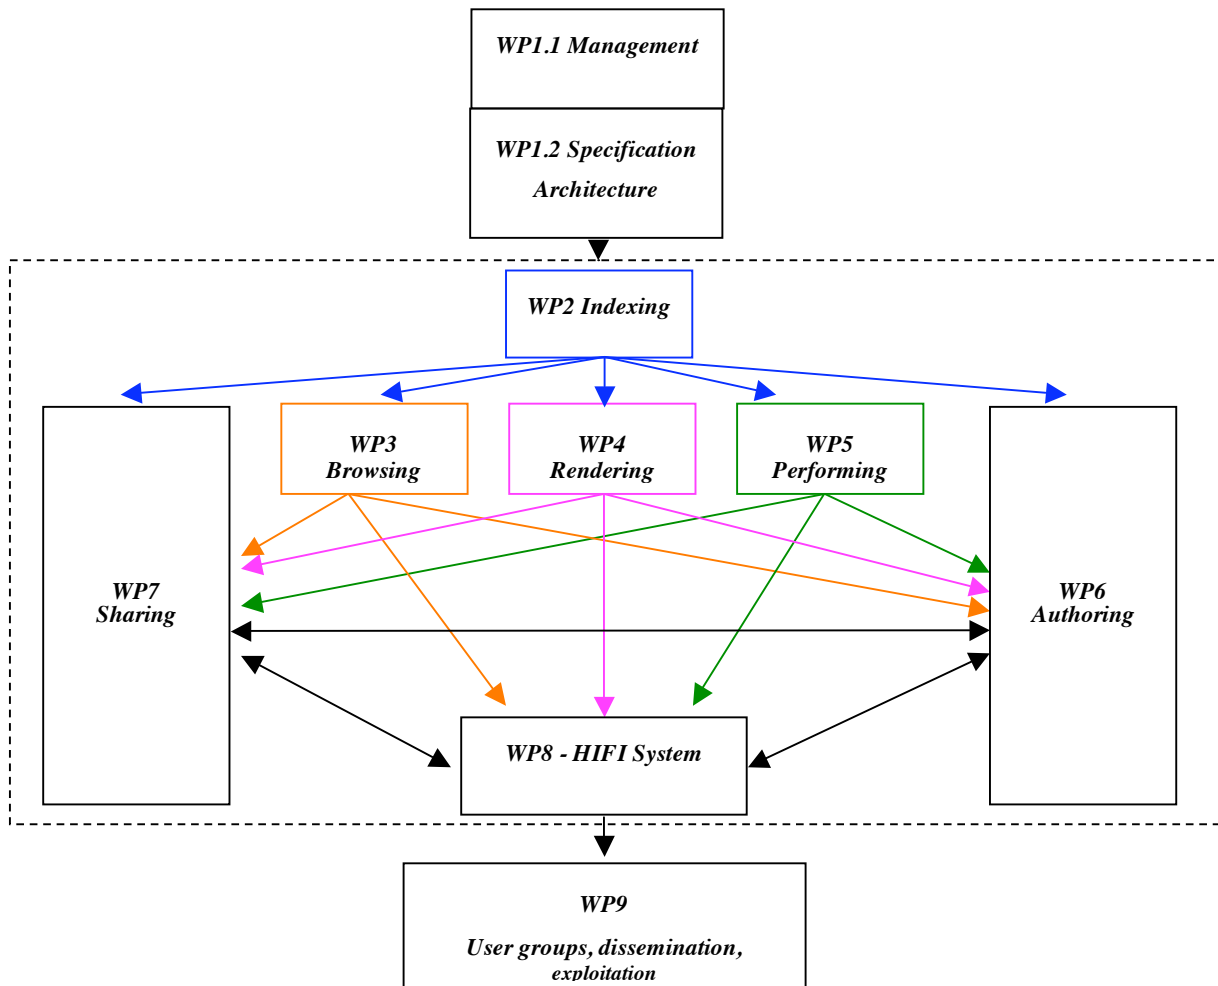 WP1.1 Management
WP1.2 Specification
Architecture
WP2 Indexing
WP3
Browsing
WP4
Rendering
WP5
Performing
WP7
Sharing
WP6
Authoring
WP8 - HIFI System
WP9
User groups, dissemination,
exploitation